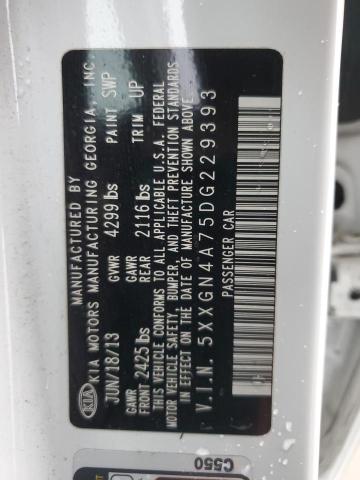 KIA
MANUFACTURED BY
KIA MOTORS MANUFACTURING GEORGIA, INC.
JUN/18/13 GVWR 4299 lbs PAINT SWP
GAWR GAWR TRIM UP
FRONT 2425 lbs REAR 2116 lbs
THIS VEHICLE CONFORMS TO ALL APPLICABLE U.S.A. FEDERAL
MOTOR VEHICLE SAFETY, BUMPER, AND THEFT PREVENTION STANDARDS
IN EFFECT ON THE DATE OF MANUFACTURE SHOWN ABOVE.
V.I.N. 5XXGN4A75DG229393
PASSENGER CAR
C550